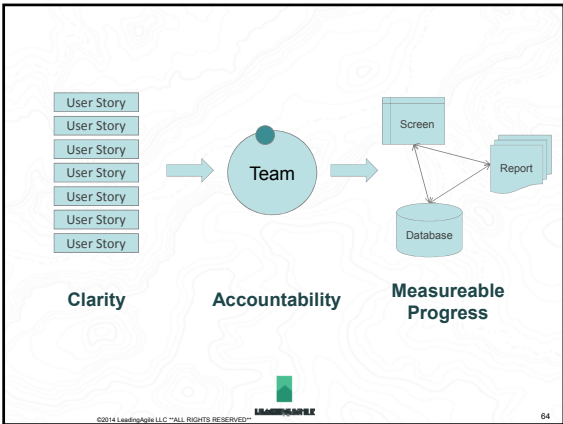 User Story
User Story
User Story
User Story
User Story
User Story
User Story
Team
Screen
Report
Database
Clarity
Accountability
Measureable
Progress
©2014 LeadingAgile LLC **ALL RIGHTS RESERVED**
64